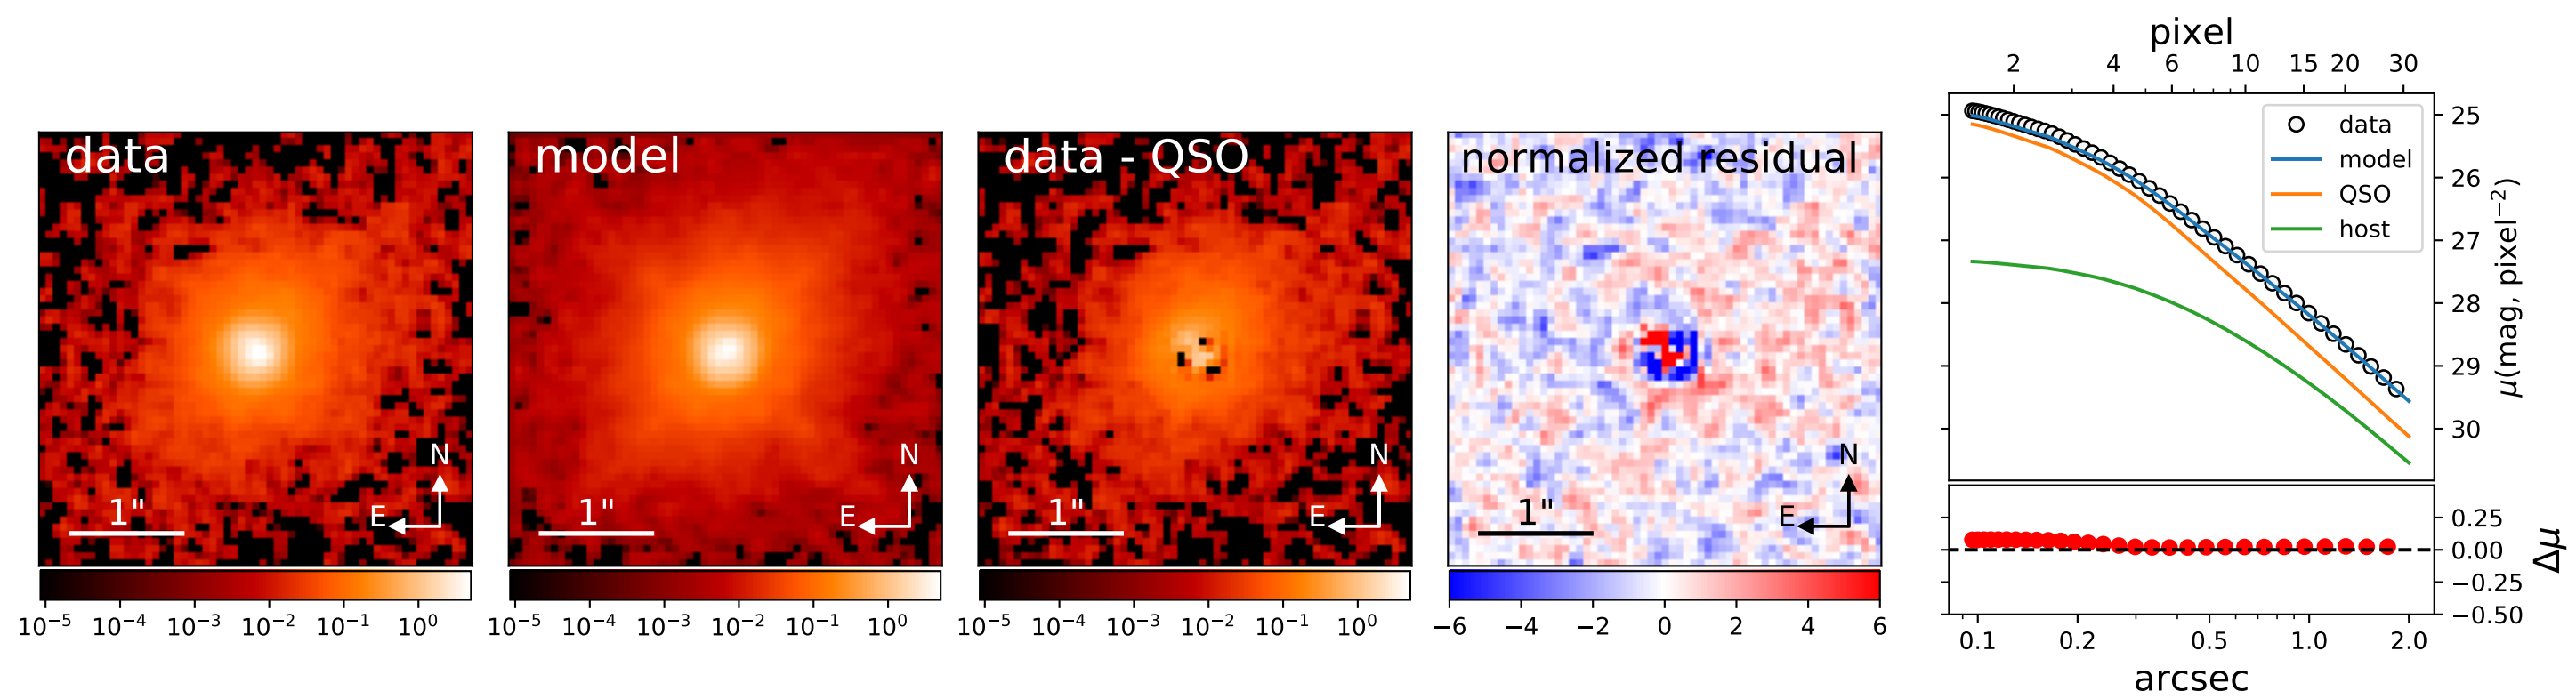 data
1"
N
E
10⁻⁵ 10⁻⁴ 10⁻³ 10⁻² 10⁻¹ 10⁰
model
1"
N
E
10⁻⁵ 10⁻⁴ 10⁻³ 10⁻² 10⁻¹ 10⁰
data - QSO
1"
N
E
10⁻⁵ 10⁻⁴ 10⁻³ 10⁻² 10⁻¹ 10⁰
normalized residual
1"
N
E
−6 −4 −2 0 2 4 6
pixel
2 4 6 10 15 20 30
data
model
QSO
host
25
26
27
28
29
30
μ(mag, pixel⁻²)
0.25
0.00
−0.25
−0.50
Δμ
0.1 0.2 0.5 1.0 2.0
arcsec